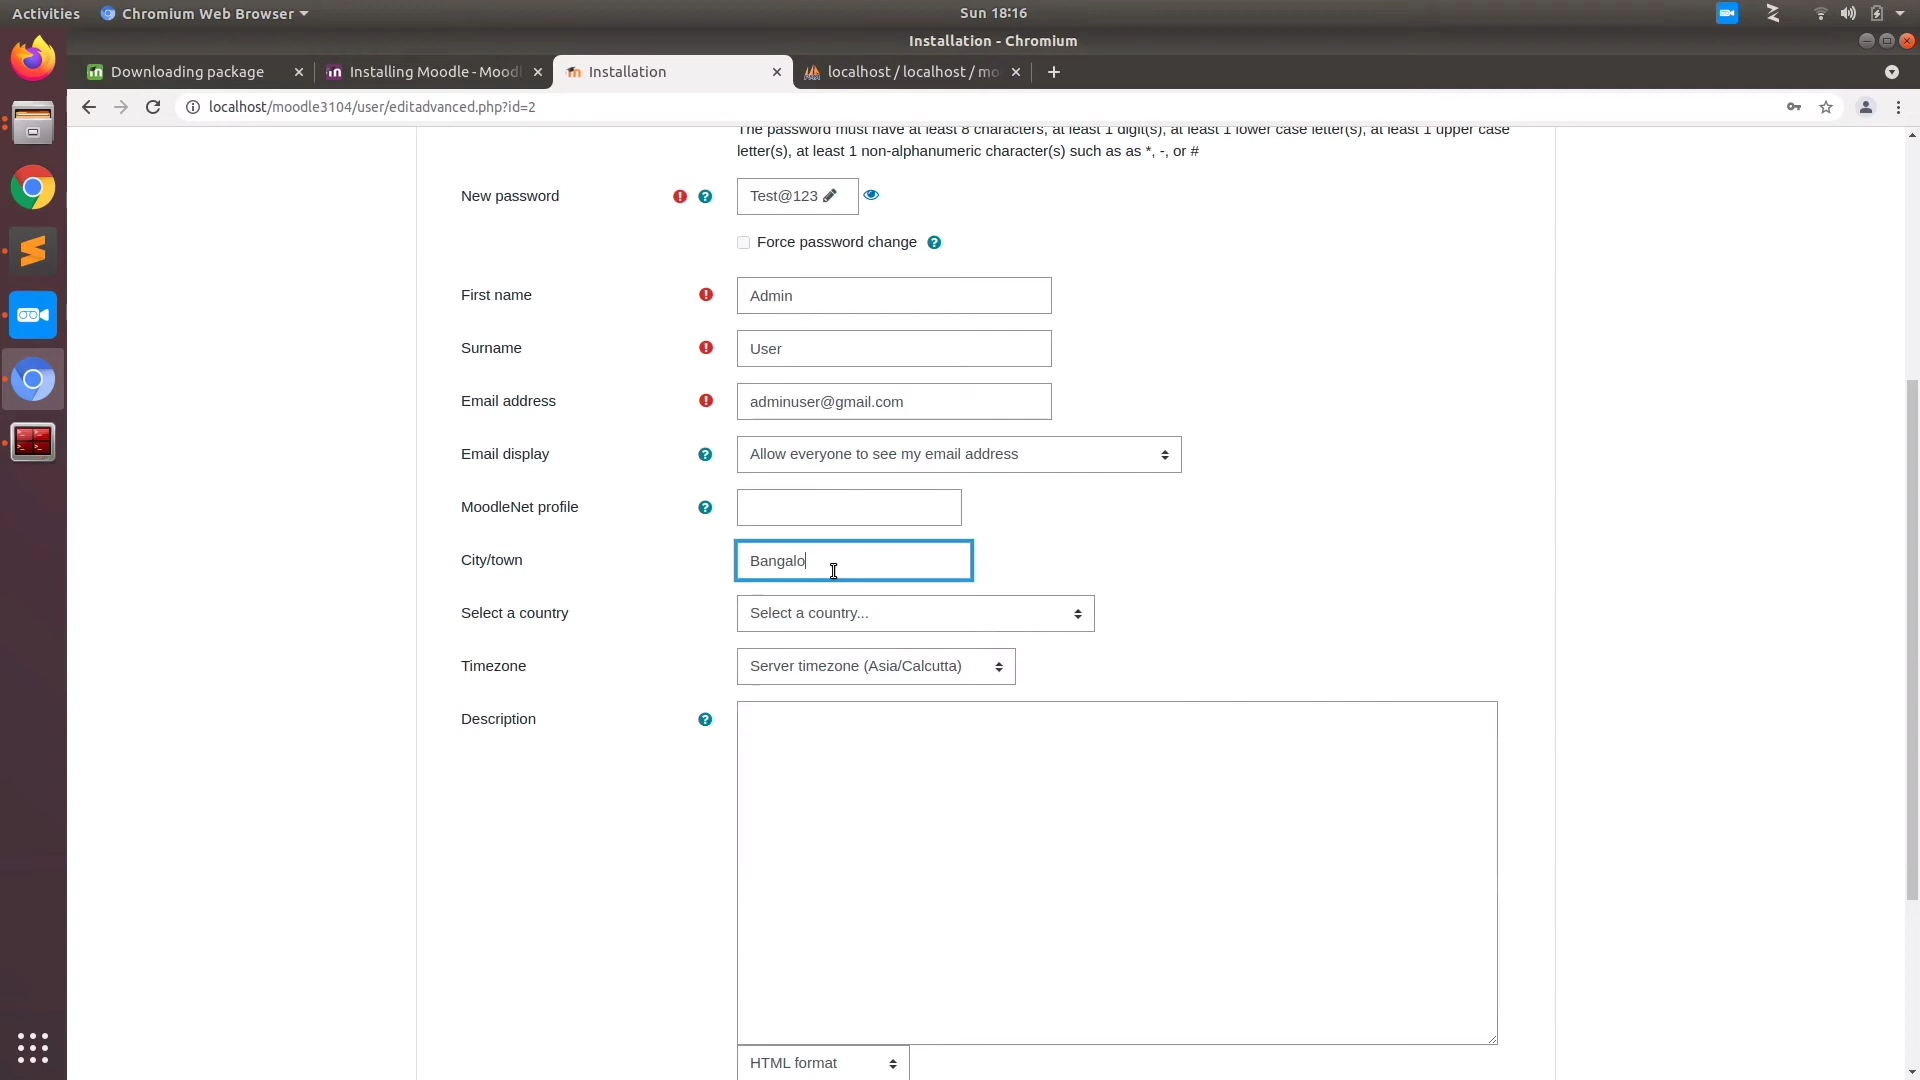 Activities
Chromium Web Browser
Sun 18:16
Installation - Chromium
Downloading package
Installing Moodle - Mood
Installation
localhost / localhost / mo
localhost/moodle3104/user/editadvanced.php?id=2
The password must have at least 8 characters, at least 1 digit(s), at least 1 lower case letter(s), at least 1 upper case
letter(s), at least 1 non-alphanumeric character(s) such as as *, -, or #
New password
Test@123
Force password change
First name
Admin
Surname
User
Email address
adminuser@gmail.com
Email display
Allow everyone to see my email address
MoodleNet profile
City/town
Bangalo
Select a country
Select a country...
Timezone
Server timezone (Asia/Calcutta)
Description
HTML format